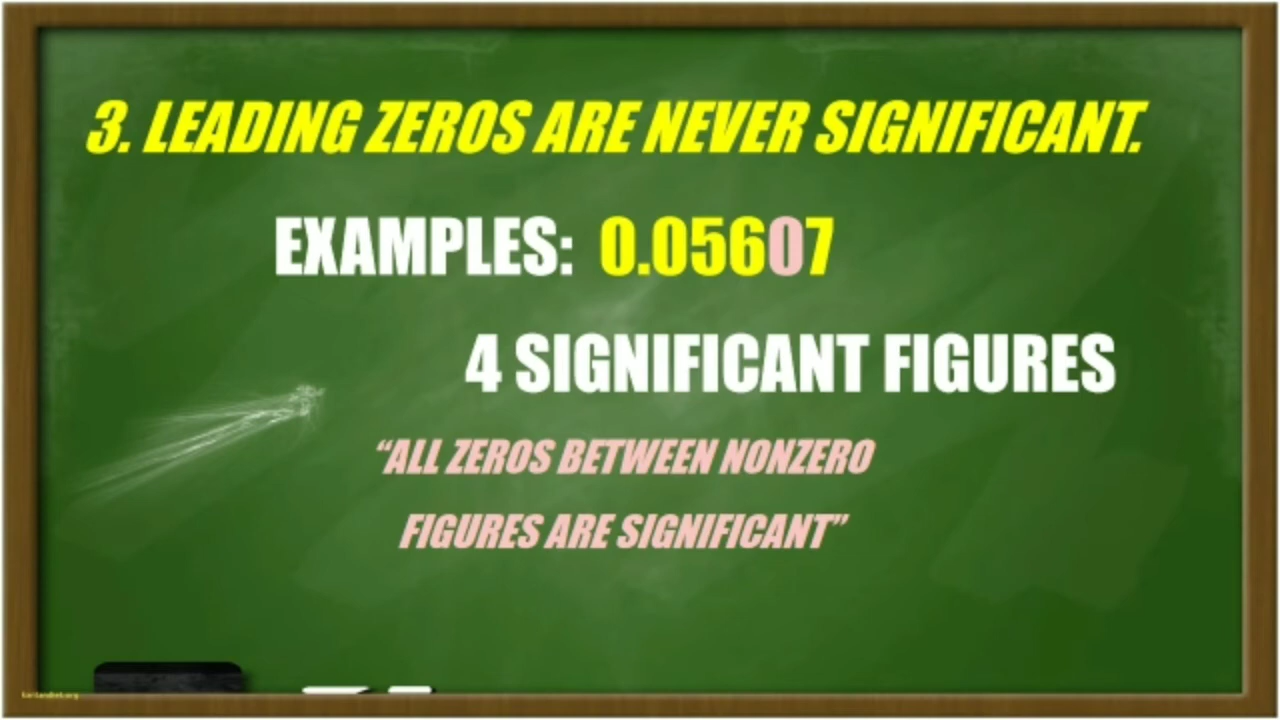 3. LEADING ZEROS ARE NEVER SIGNIFICANT.
EXAMPLES: 0.05607
4 SIGNIFICANT FIGURES
“ALL ZEROS BETWEEN NONZERO
FIGURES ARE SIGNIFICANT”